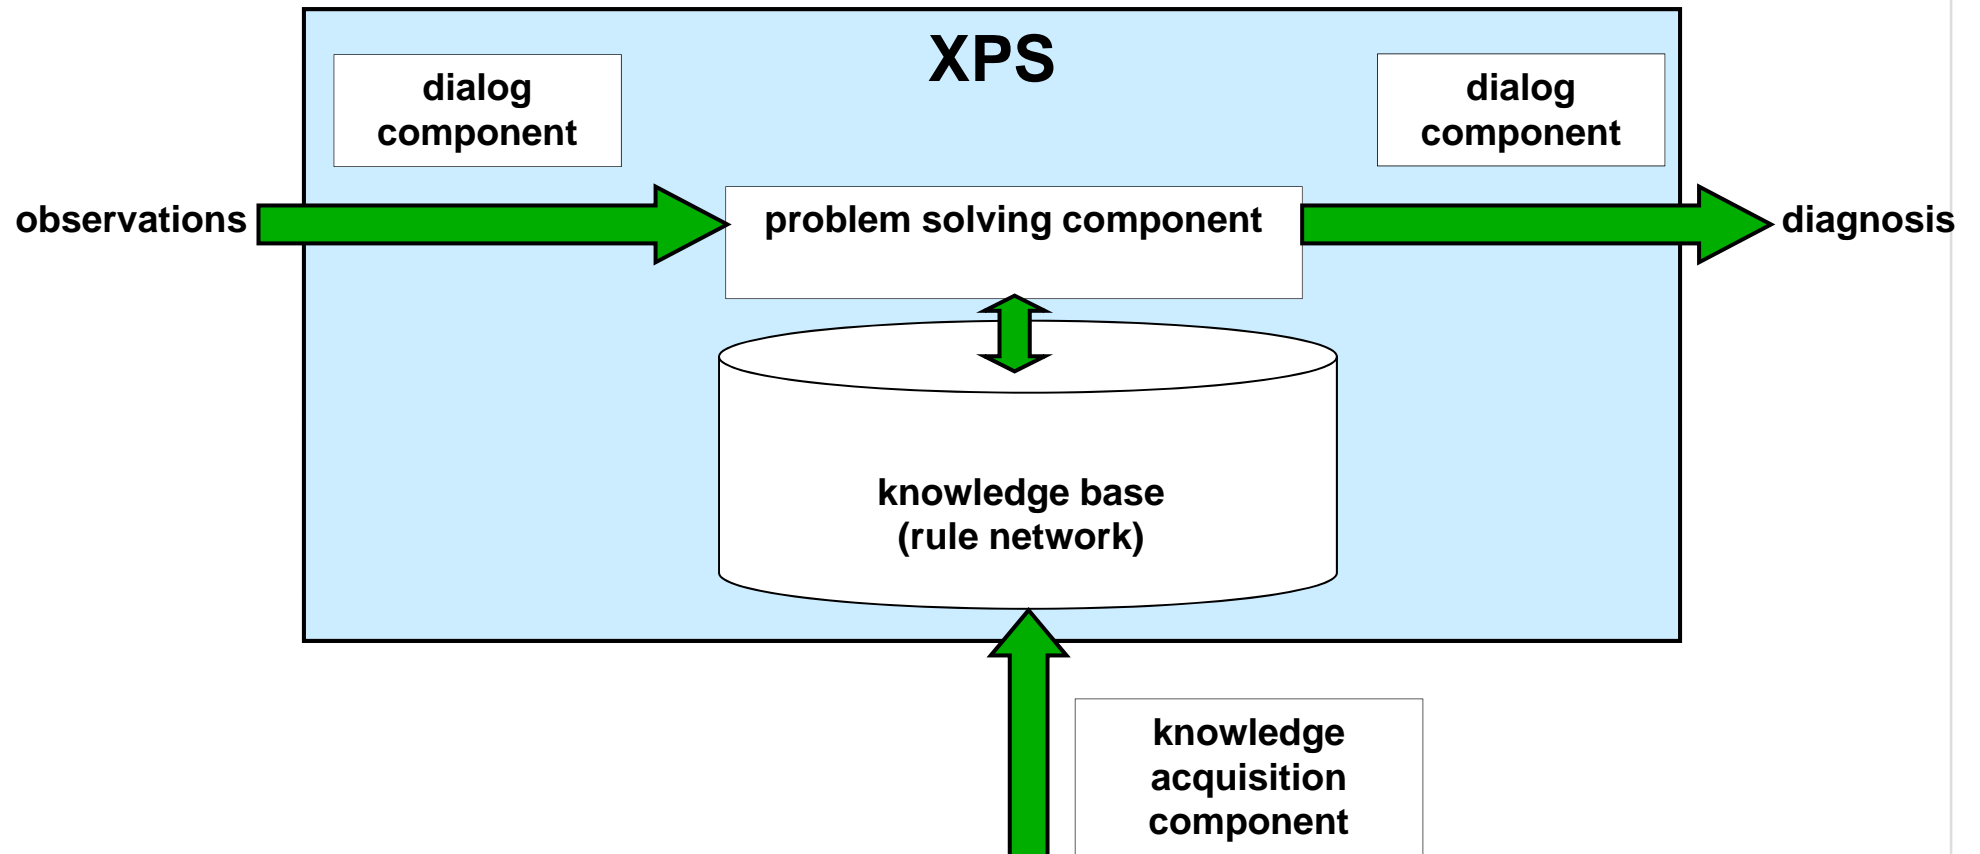 XPS
dialog
component
dialog
component
observations
problem solving component
diagnosis
knowledge base
(rule network)
knowledge
acquisition
component